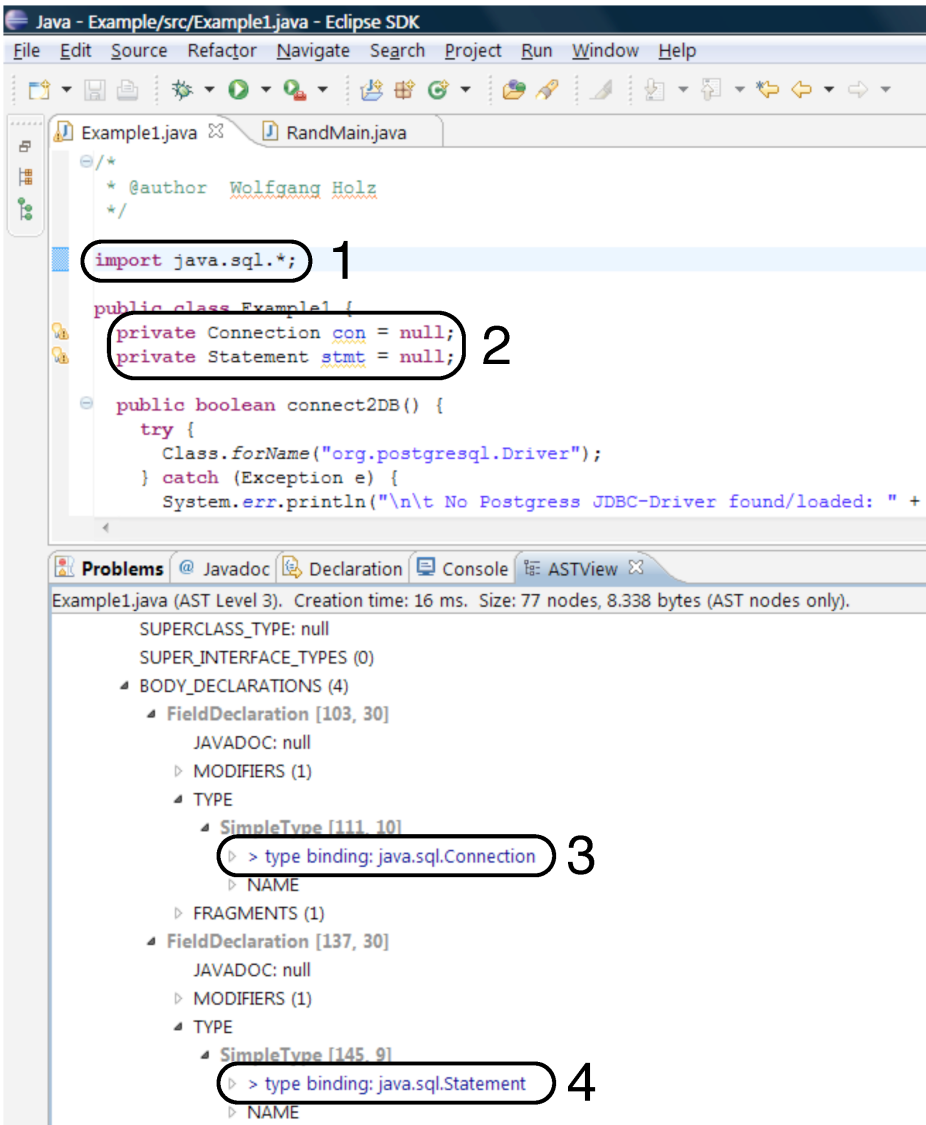 Java - Example/src/Example1.java - Eclipse SDK
File Edit Source Refactor Navigate Search Project Run Window Help
Example1.java RandMain.java
/*
* @author Wolfgang Holz
*/
import java.sql.*; 1
public class Example1 {
private Connection con = null;
private Statement stmt = null; 2
public boolean connect2DB() {
try {
Class.forName("org.postgresql.Driver");
} catch (Exception e) {
System.err.println("\n\t No Postgress JDBC-Driver found/loaded: " +
Problems @ Javadoc Declaration Console ASTView
Example1.java (AST Level 3). Creation time: 16 ms. Size: 77 nodes, 8.338 bytes (AST nodes only).
SUPERCLASS_TYPE: null
SUPER_INTERFACE_TYPES (0)
BODY_DECLARATIONS (4)
FieldDeclaration [103, 30]
JAVADOC: null
MODIFIERS (1)
TYPE
SimpleType [111, 10]
> type binding: java.sql.Connection 3
NAME
FRAGMENTS (1)
FieldDeclaration [137, 30]
JAVADOC: null
MODIFIERS (1)
TYPE
SimpleType [145, 9]
> type binding: java.sql.Statement 4
NAME